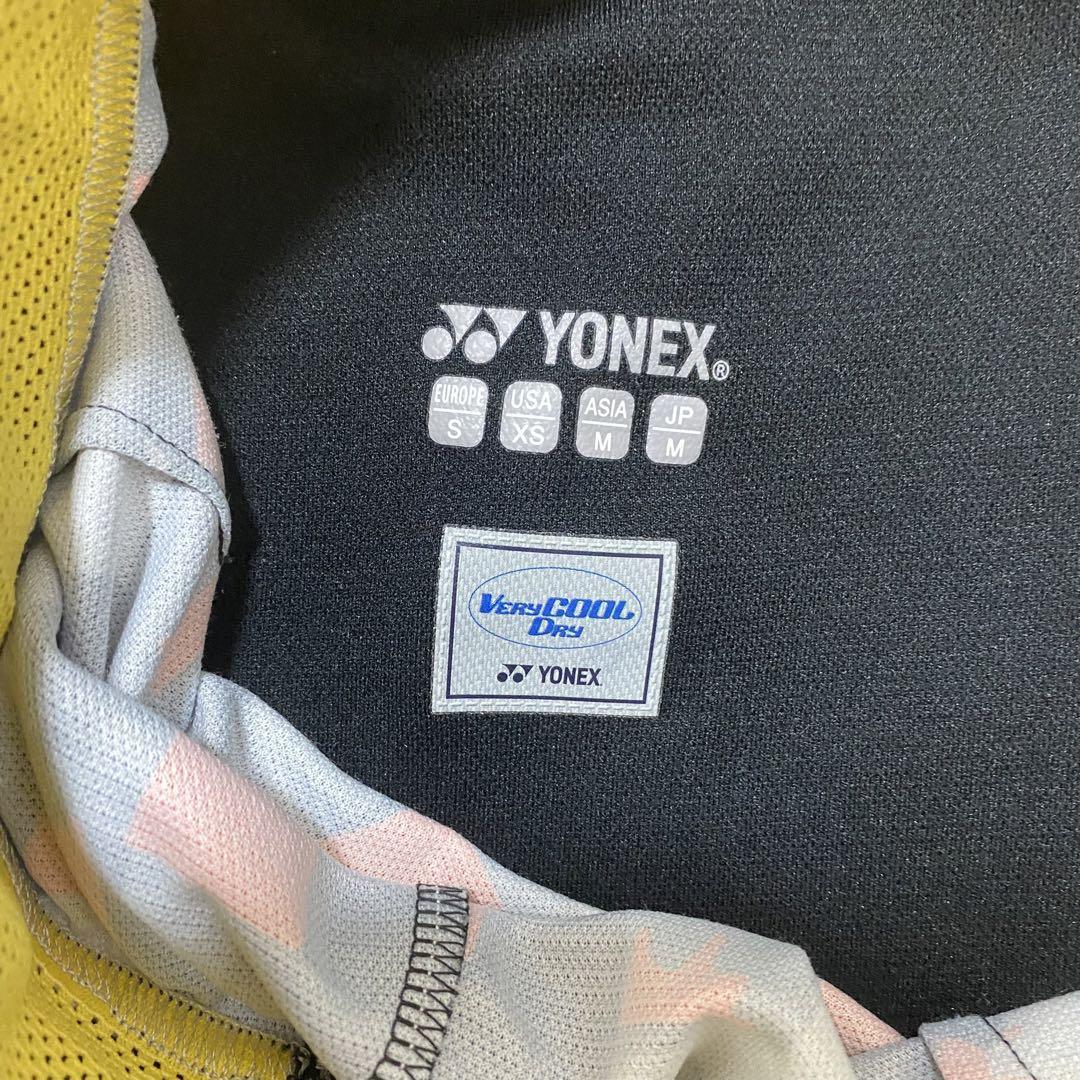 YONEX®
EUROPE USA ASIA JP
S XS M M
VERY COOL
DRY
YONEX